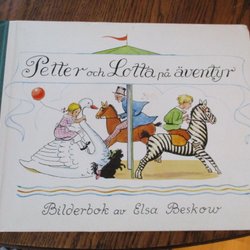 Petter och Lotta på äventyr
Bilderbok av Elsa Beskow